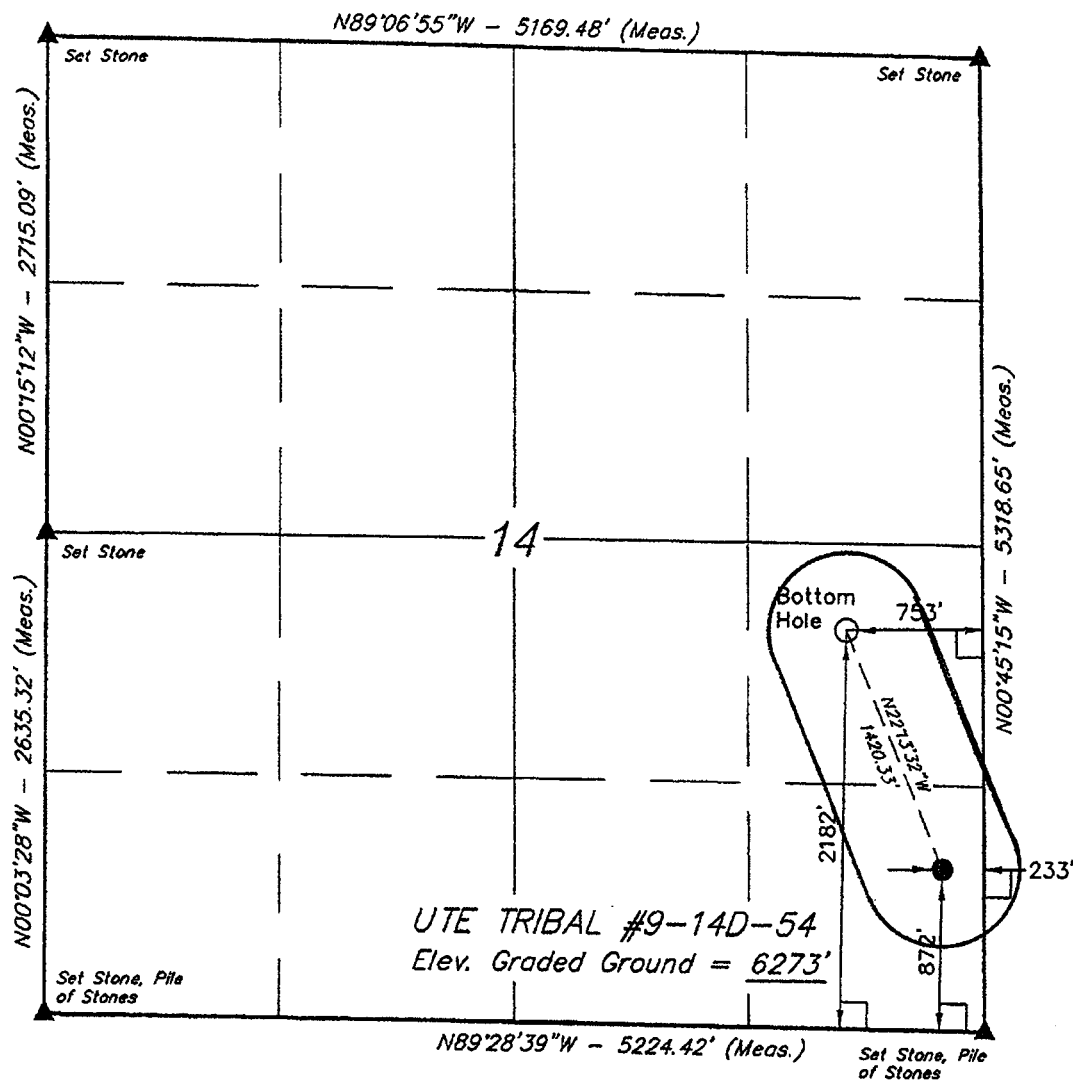 N89°06'55"W - 5169.48' (Meas.)
Set Stone
Set Stone
N00°15'12"W - 2715.09' (Meas.)
14
Set Stone
N00°45'15"W - 5318.65' (Meas.)
Bottom
Hole
753'
N22°13'32"W
1420.33'
N00°03'28"W - 2635.32' (Meas.)
2182'
233'
872'
UTE TRIBAL #9-14D-54
Elev. Graded Ground = 6273'
Set Stone, Pile
of Stones
N89°28'39"W - 5224.42' (Meas.)
Set Stone, Pile
of Stones